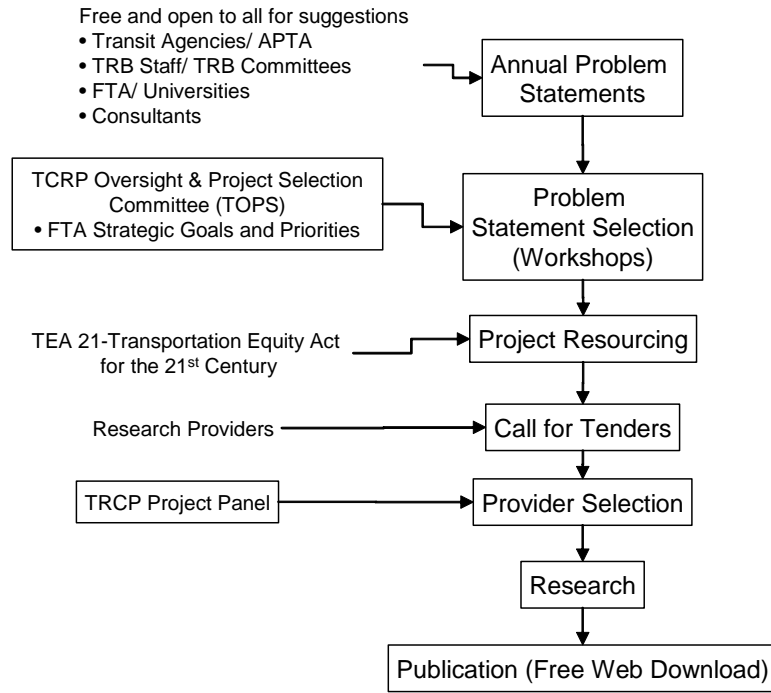 Free and open to all for suggestions
• Transit Agencies/ APTA
• TRB Staff/ TRB Committees
• FTA/ Universities
• Consultants
Annual Problem
Statements
TCRP Oversight & Project Selection
Committee (TOPS)
• FTA Strategic Goals and Priorities
Problem
Statement Selection
(Workshops)
TEA 21-Transportation Equity Act
for the 21st Century
Project Resourcing
Research Providers
Call for Tenders
TRCP Project Panel
Provider Selection
Research
Publication (Free Web Download)